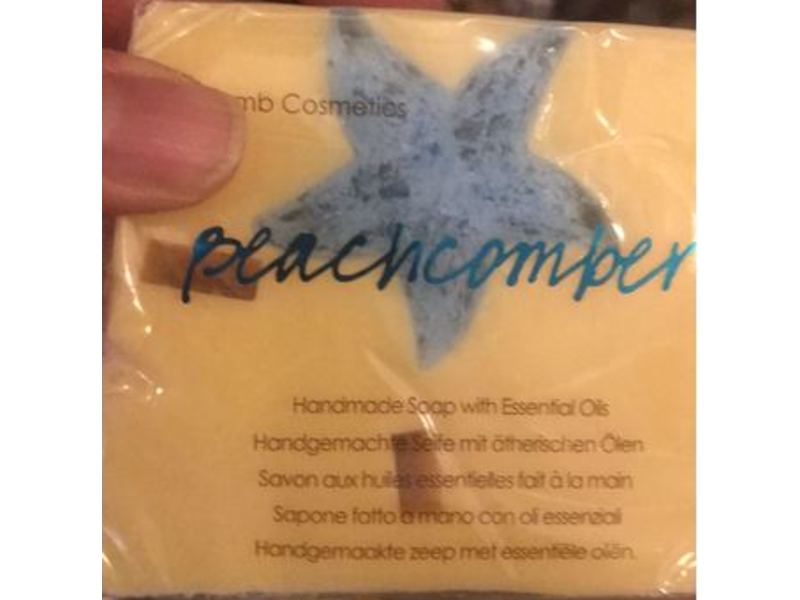 mb Cosmetics
beachcomber
Handmade Soap with Essential Oils
Handgemachte Seife mit ätherischen Ölen
Savon aux huiles essentielles fait à la main
Sapone fatto a mano con oli essenziali
Handgemaakte zeep met essentiële oliën.